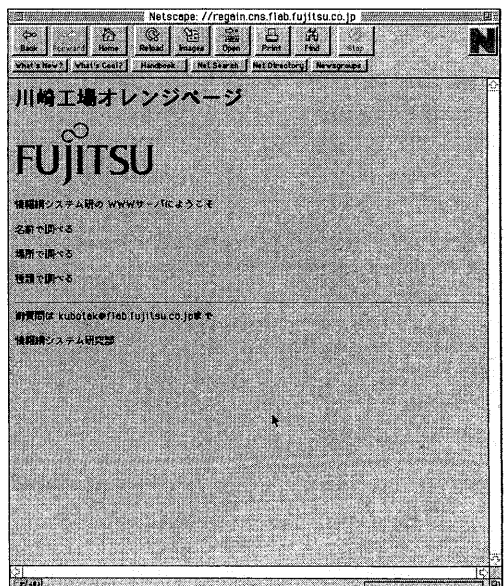 Netscape: //regain.cns.flab.fujitsu.co.jp
Back Forward Home Reload Images Open Print Find Stop
N
What's New? What's Cool? Handbook Net Search Net Directory Newsgroups
川崎工場オレンジページ
FUJITSU
情報網システム研の WWWサーバにようこそ
名前で調べる
場所で調べる
種類で調べる
御質問は kubotak@flab.fujitsu.co.jpまで
情報網システム研究部